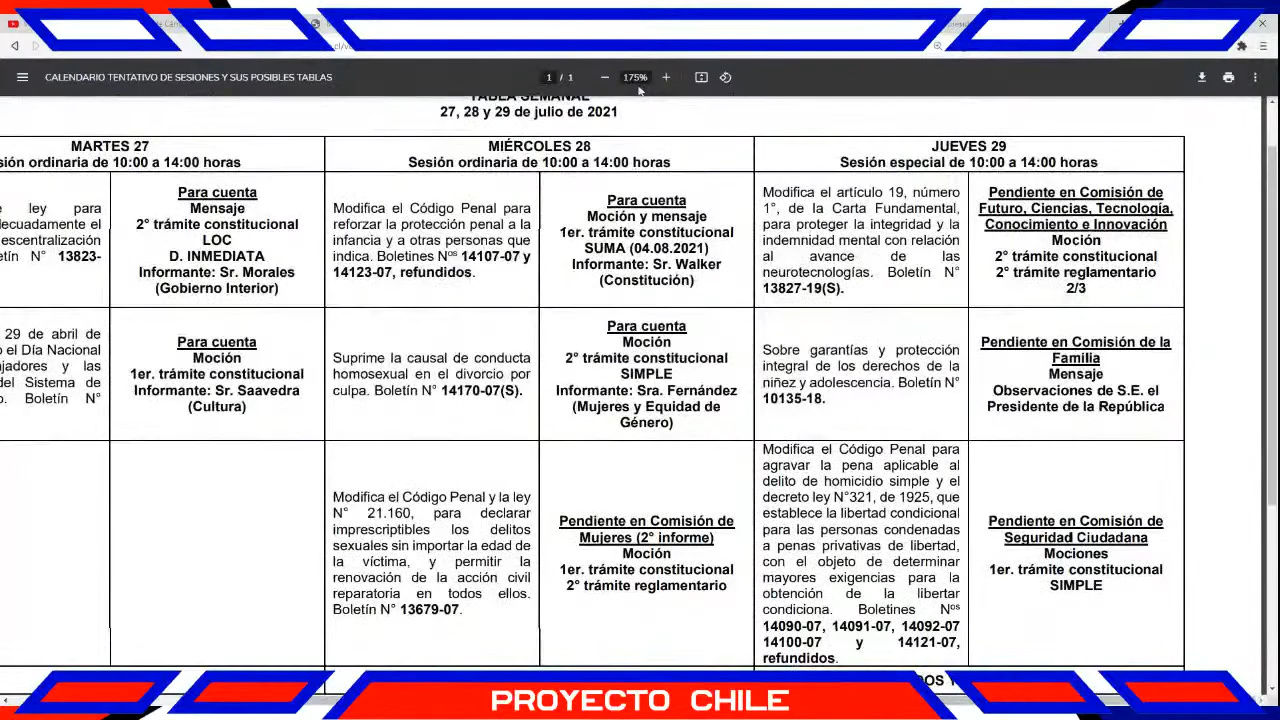 CALENDARIO TENTATIVO DE SESIONES Y SUS POSIBLES TABLAS
1 / 1
175%
TABLA SEMANAL
27, 28 y 29 de julio de 2021
MARTES 27
sión ordinaria de 10:00 a 14:00 horas
MIÉRCOLES 28
Sesión ordinaria de 10:00 a 14:00 horas
JUEVES 29
Sesión especial de 10:00 a 14:00 horas
e ley para
decuadamente el
escentralización
etín N° 13823-
Para cuenta
Mensaje
2° trámite constitucional
LOC
D. INMEDIATA
Informante: Sr. Morales
(Gobierno Interior)
Modifica el Código Penal para
reforzar la protección penal a la
infancia y a otras personas que
indica. Boletines Nos 14107-07 y
14123-07, refundidos.
Para cuenta
Moción y mensaje
1er. trámite constitucional
SUMA (04.08.2021)
Informante: Sr. Walker
(Constitución)
Modifica el artículo 19, número
1°, de la Carta Fundamental,
para proteger la integridad y la
indemnidad mental con relación
al avance de las
neurotecnologías. Boletín N°
13827-19(S).
Pendiente en Comisión de
Futuro, Ciencias, Tecnología,
Conocimiento e Innovación
Moción
2° trámite constitucional
2° trámite reglamentario
2/3
29 de abril de
o el Día Nacional
ajadores y las
del Sistema de
o. Boletín N°
Para cuenta
Moción
1er. trámite constitucional
Informante: Sr. Saavedra
(Cultura)
Suprime la causal de conducta
homosexual en el divorcio por
culpa. Boletín N° 14170-07(S).
Para cuenta
Moción
2° trámite constitucional
SIMPLE
Informante: Sra. Fernández
(Mujeres y Equidad de
Género)
Sobre garantías y protección
integral de los derechos de la
niñez y adolescencia. Boletín N°
10135-18.
Pendiente en Comisión de la
Familia
Mensaje
Observaciones de S.E. el
Presidente de la República
Modifica el Código Penal y la ley
N° 21.160, para declarar
imprescriptibles los delitos
sexuales sin importar la edad de
la víctima, y permitir la
renovación de la acción civil
reparatoria en todos ellos.
Boletín N° 13679-07.
Pendiente en Comisión de
Mujeres (2° informe)
Moción
1er. trámite constitucional
2° trámite reglamentario
Modifica el Código Penal para
agravar la pena aplicable al
delito de homicidio simple y el
decreto ley N°321, de 1925, que
establece la libertad condicional
para las personas condenadas
a penas privativas de libertad,
con el objeto de determinar
mayores exigencias para la
obtención de la libertar
condiciona. Boletines Nos
14090-07, 14091-07, 14092-07
14100-07 y 14121-07,
refundidos.
Pendiente en Comisión de
Seguridad Ciudadana
Mociones
1er. trámite constitucional
SIMPLE
PROYECTO CHILE